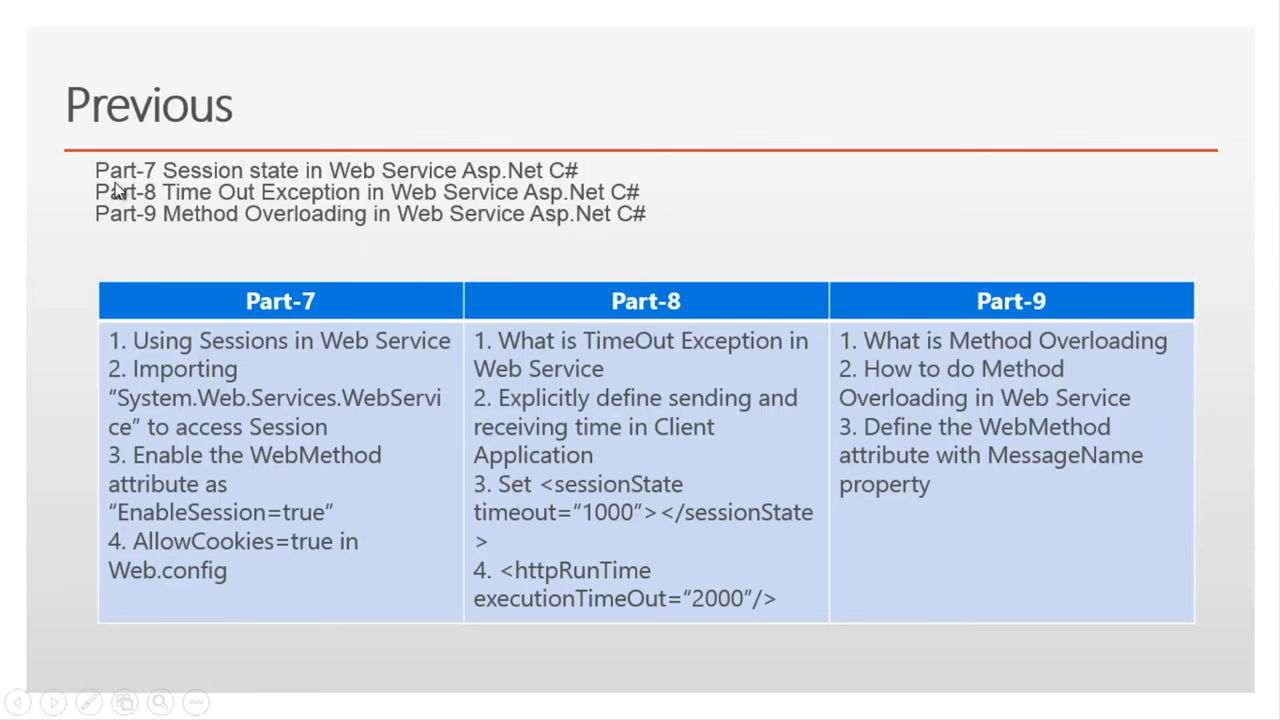 Previous
Part-7 Session state in Web Service Asp.Net C#
Part-8 Time Out Exception in Web Service Asp.Net C#
Part-9 Method Overloading in Web Service Asp.Net C#
Part-7
1. Using Sessions in Web Service
2. Importing
“System.Web.Services.WebServi
ce” to access Session
3. Enable the WebMethod
attribute as
“EnableSession=true”
4. AllowCookies=true in
Web.config
Part-8
1. What is TimeOut Exception in
Web Service
2. Explicitly define sending and
receiving time in Client
Application
3. Set <sessionState
timeout=“1000”></sessionState
>
4. <httpRunTime
executionTimeOut=“2000”/>
Part-9
1. What is Method Overloading
2. How to do Method
Overloading in Web Service
3. Define the WebMethod
attribute with MessageName
property